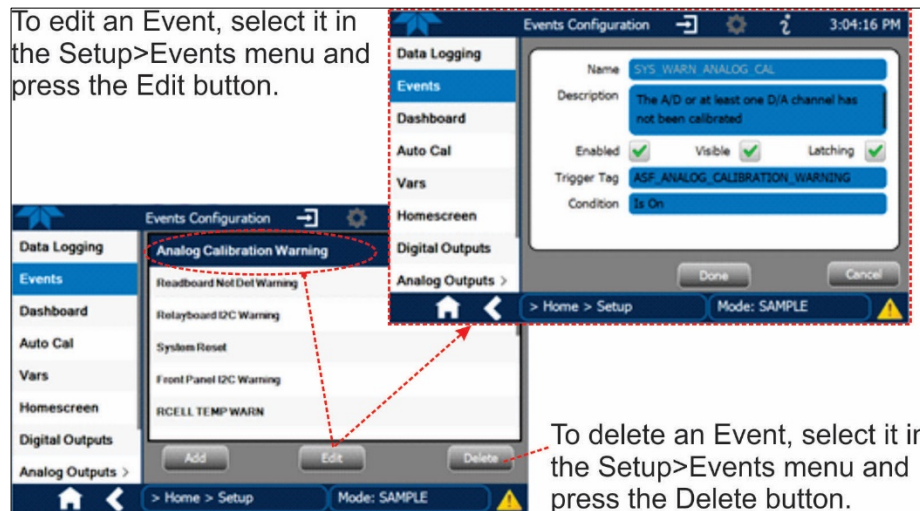 To edit an Event, select it in
the Setup>Events menu and
press the Edit button.
Events Configuration
3:04:16 PM
Data Logging
Events
Dashboard
Auto Cal
Vars
Homescreen
Digital Outputs
Analog Outputs >
Name
SYS_WARN_ANALOG_CAL
Description
The A/D or at least one D/A channel has
not been calibrated
Enabled
Visible
Latching
Trigger Tag
ASF_ANALOG_CALIBRATION_WARNING
Condition
Is On
Done
Cancel
> Home > Setup
Mode: SAMPLE
Events Configuration
Data Logging
Events
Dashboard
Auto Cal
Vars
Homescreen
Digital Outputs
Analog Outputs >
Analog Calibration Warning
Readboard Not Det Warning
Relayboard I2C Warning
System Reset
Front Panel I2C Warning
RCELL TEMP WARN
Add
Edit
Delete
> Home > Setup
Mode: SAMPLE
To delete an Event, select it in
the Setup>Events menu and
press the Delete button.